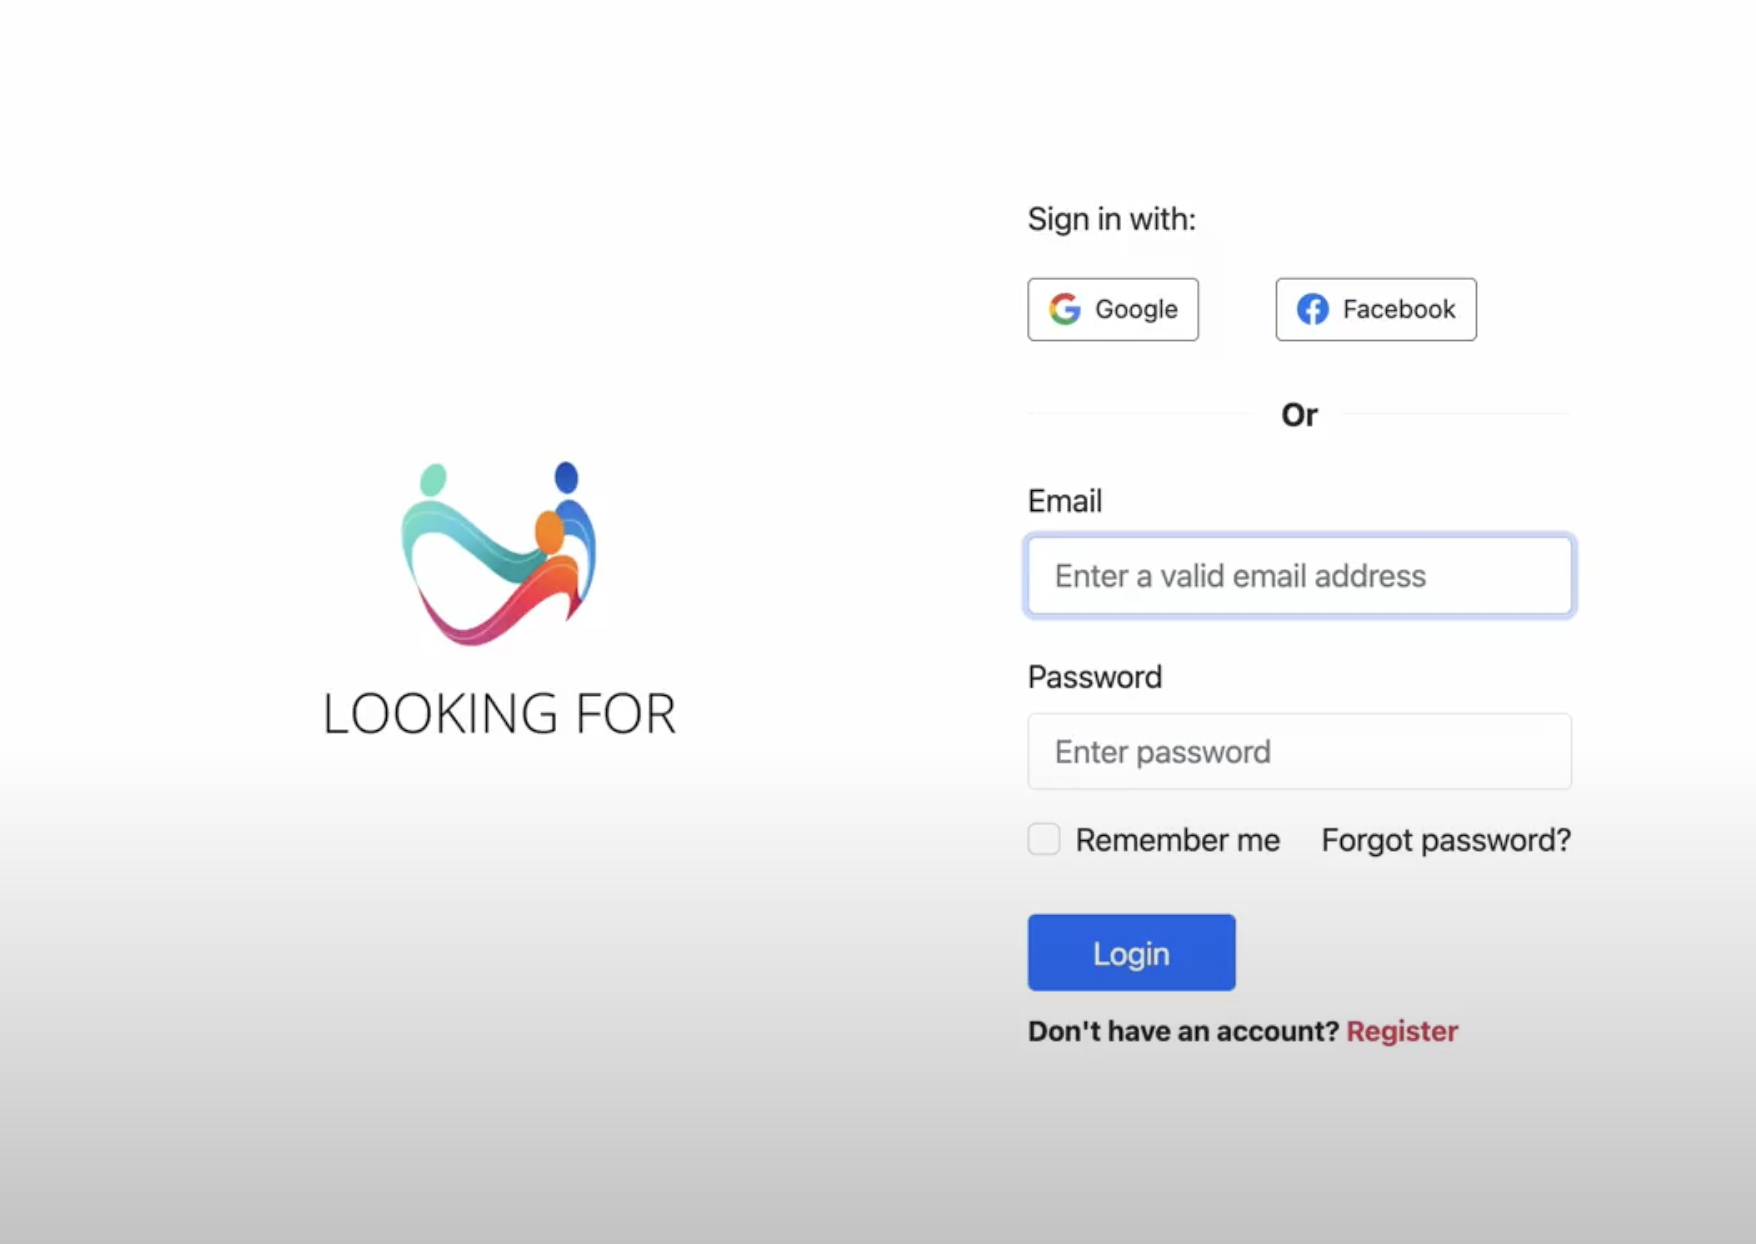 LOOKING FOR
Sign in with:
Google
Facebook
Or
Email
Enter a valid email address
Password
Enter password
Remember me
Forgot password?
Login
Don't have an account? Register